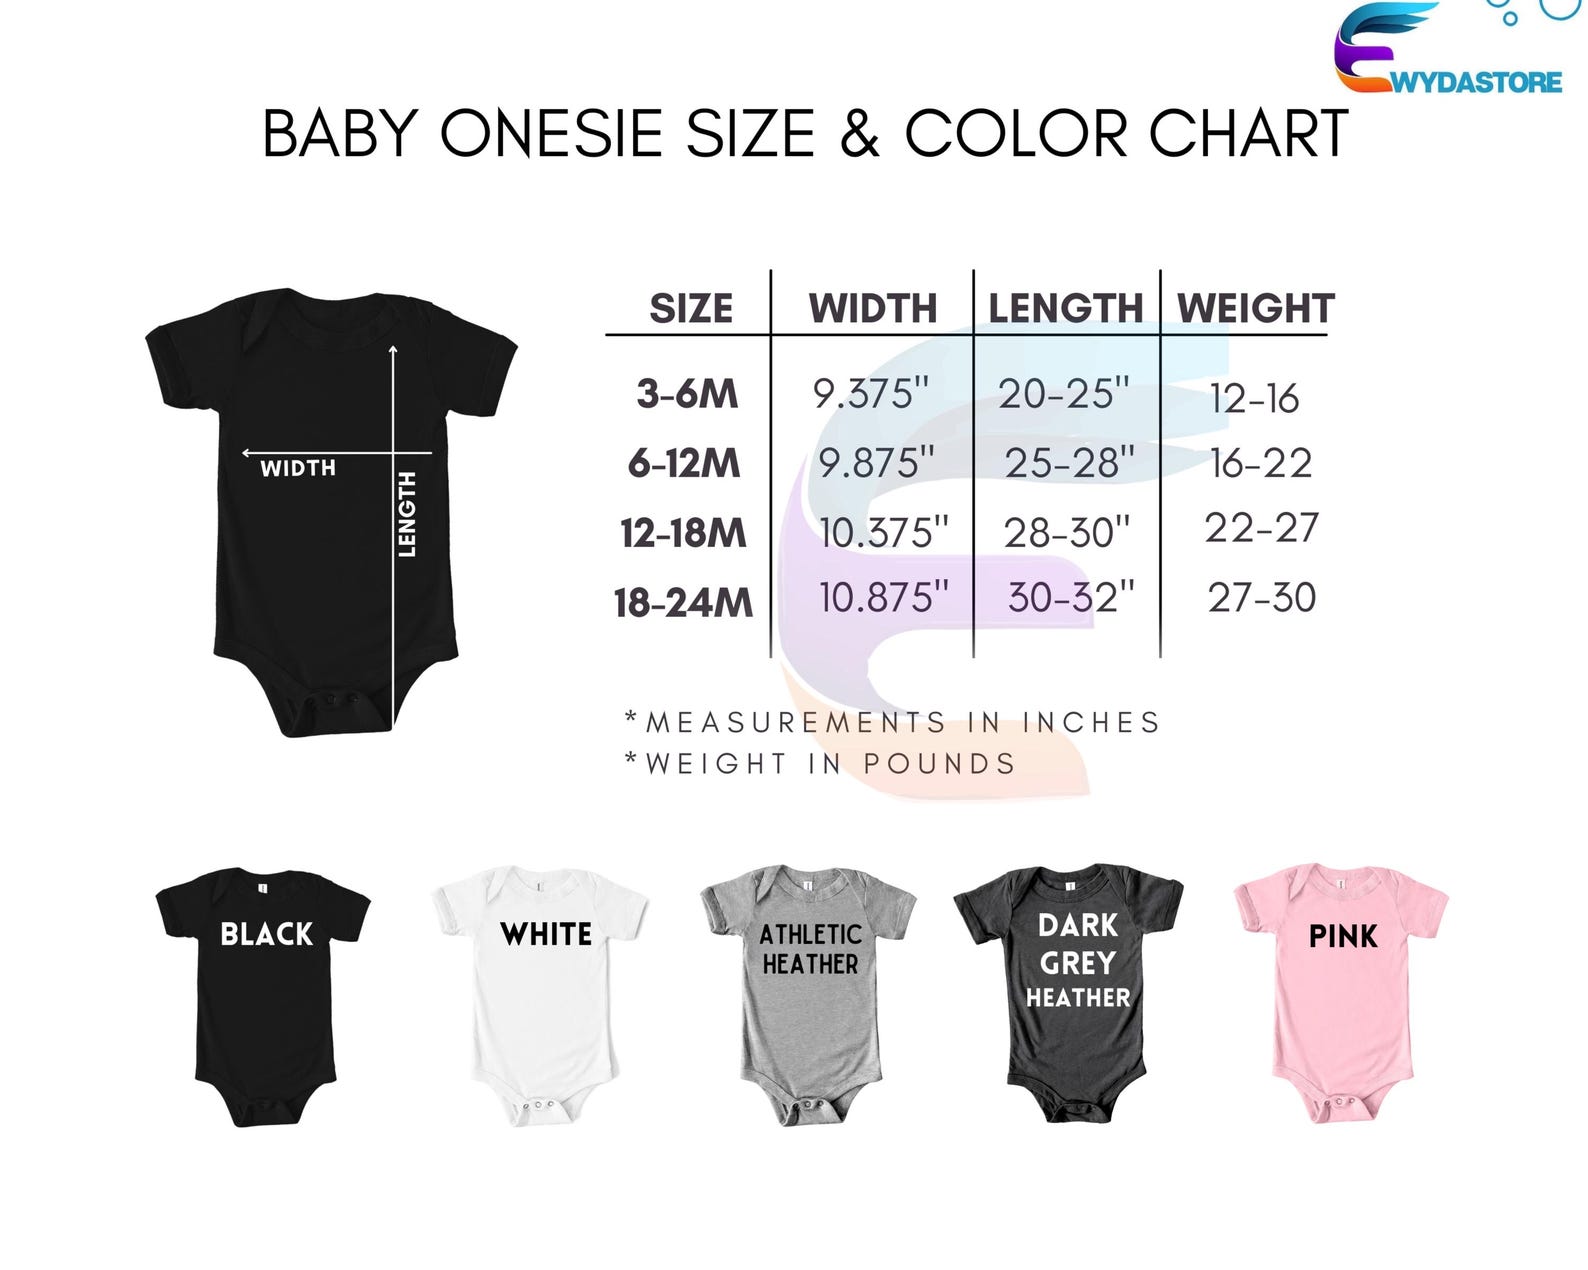 WYDASTORE
BABY ONESIE SIZE & COLOR CHART
SIZE WIDTH LENGTH WEIGHT
3-6M 9.375" 20-25" 12-16
6-12M 9.875" 25-28" 16-22
12-18M 10.375" 28-30" 22-27
18-24M 10.875" 30-32" 27-30
WIDTH
LENGTH
*MEASUREMENTS IN INCHES
*WEIGHT IN POUNDS
BLACK
WHITE
ATHLETIC
HEATHER
DARK
GREY
HEATHER
PINK